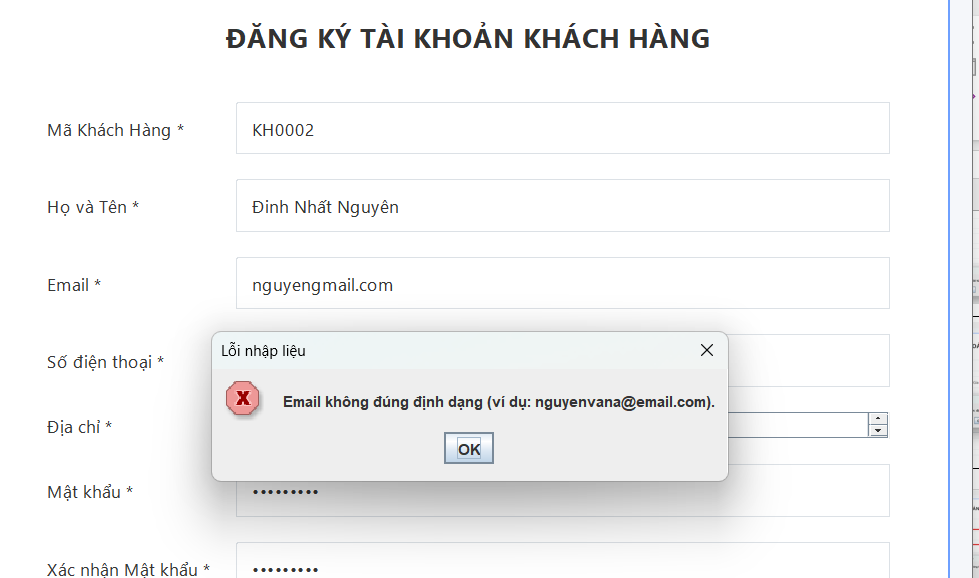 ĐĂNG KÝ TÀI KHOẢN KHÁCH HÀNG
Mã Khách Hàng *
KH0002
Họ và Tên *
Đinh Nhất Nguyên
Email *
nguyengmail.com
Lỗi nhập liệu
Số điện thoại *
Email không đúng định dạng (ví dụ: nguyenvana@email.com).
Địa chỉ *
OK
Mật khẩu *
•••••••••
Xác nhận Mật khẩu *
•••••••••